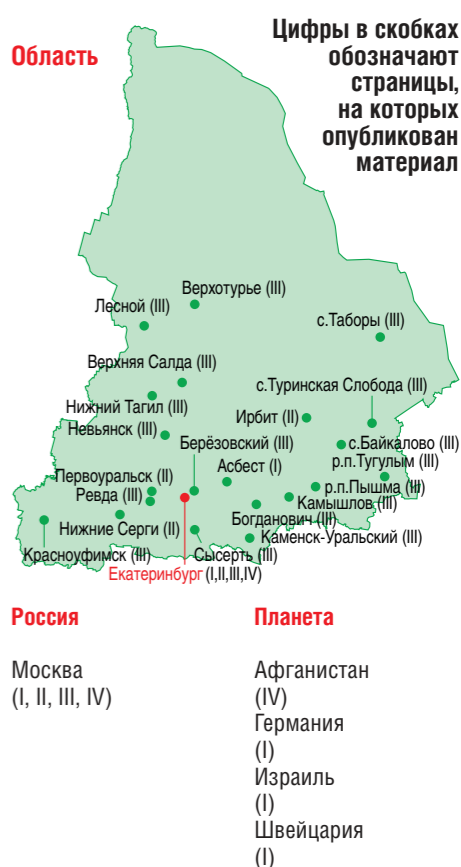 Область
Цифры в скобках
обозначают
страницы,
на которых
опубликован
материал
Верхотурье (III)
Лесной (III)
с.Таборы (III)
Верхняя Салда (III)
с.Туринская Слобода (III)
Нижний Тагил (III)
Ирбит (II)
Невьянск (III)
Берёзовский (III)
с.Байкалово (III)
Асбест (I)
р.п.Тугулым (III)
Первоуральск (II)
р.п.Пышма (III)
Ревда (III)
Камышлов (III)
Богданович (III)
Нижние Серги (II)
Каменск-Уральский (III)
Красноуфимск (III)
Сысерть (III)
Екатеринбург (I,II,III,IV)
Россия
Москва
(I, II, III, IV)
Планета
Афганистан
(IV)
Германия
(I)
Израиль
(I)
Швейцария
(I)